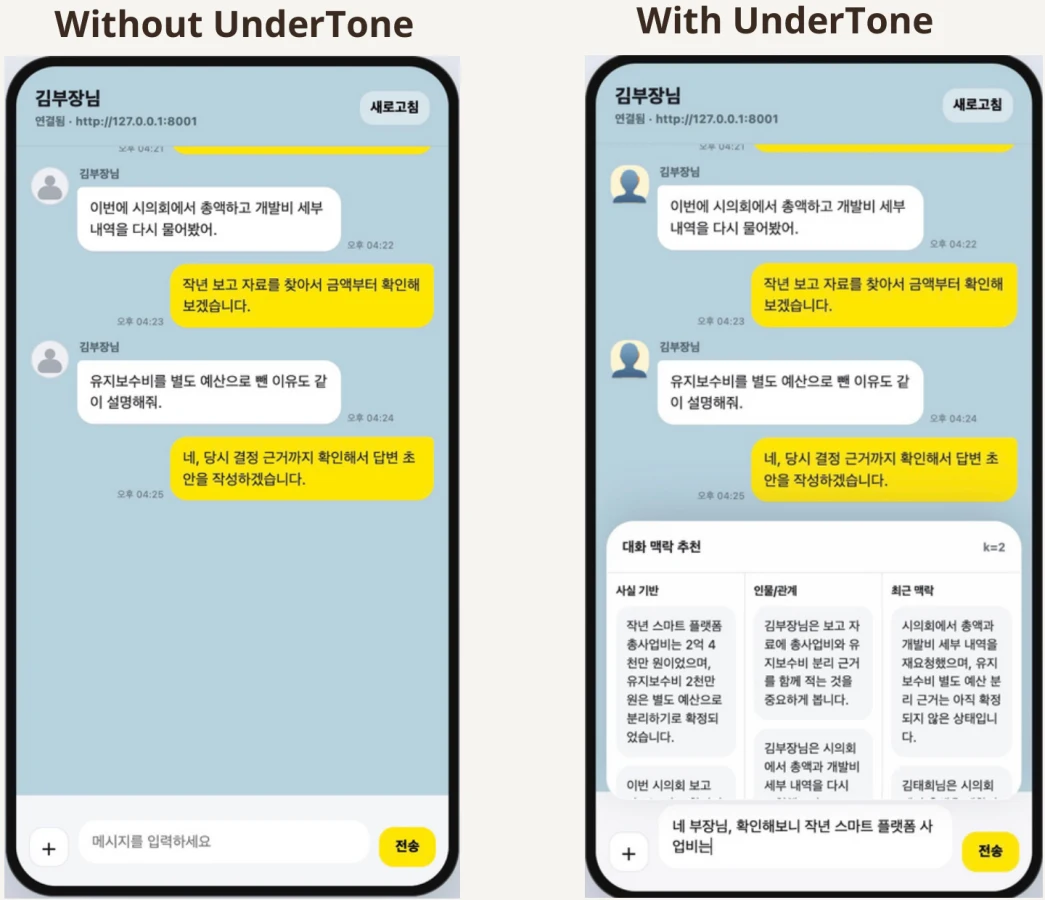 Without UnderTone
김부장님
연결됨 · http://127.0.0.1:8001
새로고침
오후 04:21
김부장님
이번에 시의회에서 총액하고 개발비 세부
내역을 다시 물어봤어.
오후 04:22
작년 보고 자료를 찾아서 금액부터 확인해
보겠습니다.
오후 04:23
김부장님
유지보수비를 별도 예산으로 뺀 이유도 같
이 설명해줘.
오후 04:24
네, 당시 결정 근거까지 확인해서 답변 초
안을 작성하겠습니다.
오후 04:25
+
메시지를 입력하세요
전송
With UnderTone
김부장님
연결됨 · http://127.0.0.1:8001
새로고침
오후 04:21
김부장님
이번에 시의회에서 총액하고 개발비 세부
내역을 다시 물어봤어.
오후 04:22
작년 보고 자료를 찾아서 금액부터 확인해
보겠습니다.
오후 04:23
김부장님
유지보수비를 별도 예산으로 뺀 이유도 같
이 설명해줘.
오후 04:24
네, 당시 결정 근거까지 확인해서 답변 초
안을 작성하겠습니다.
오후 04:25
대화 맥락 추천
k=2
사실 기반
작년 스마트 플랫폼
총사업비는 2억 4
천만 원이었으며,
유지보수비 2천만
원은 별도 예산으로
분리하기로 확정되
었습니다.
이번 시의회 보고
인물/관계
김부장님은 보고 자
료에 총사업비와 유
지보수비 분리 근거
를 함께 적는 것을
중요하게 봅니다.
김부장님은 시의회
에서 총액과 개발비
세부 내역을 다시
최근 맥락
시의회에서 총액과
개발비 세부 내역을
재요청했으며, 유지
보수비 별도 예산 분
리 근거는 아직 확정
되지 않은 상태입니
다.
김태희님은 시의회
+
네 부장님, 확인해보니 작년 스마트 플랫폼 사
업비는
전송